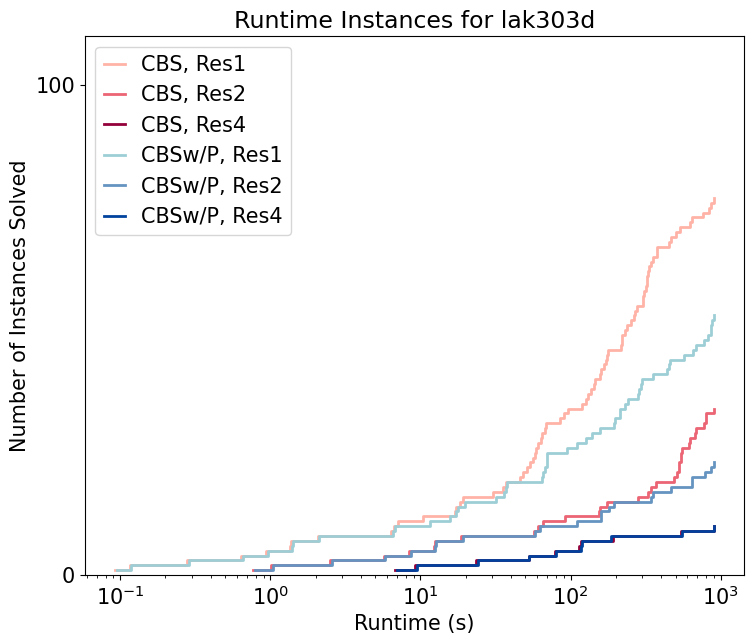 Runtime Instances for lak303d
CBS, Res1
CBS, Res2
CBS, Res4
CBSw/P, Res1
CBSw/P, Res2
CBSw/P, Res4
100
0
Number of Instances Solved
10⁻¹ 10⁰ 10¹ 10² 10³
Runtime (s)